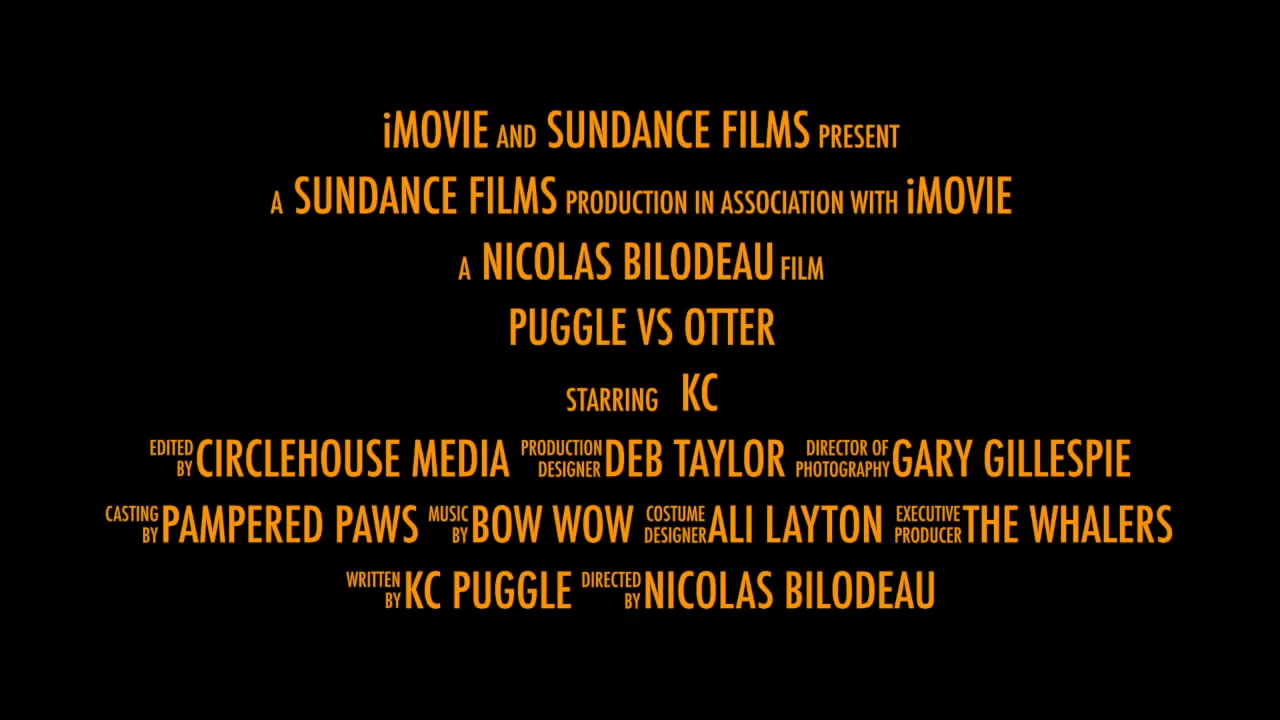 iMOVIE AND SUNDANCE FILMS PRESENT
A SUNDANCE FILMS PRODUCTION IN ASSOCIATION WITH iMOVIE
A NICOLAS BILODEAU FILM
PUGGLE VS OTTER
STARRING KC
EDITED BY CIRCLEHOUSE MEDIA PRODUCTION DESIGNER DEB TAYLOR DIRECTOR OF PHOTOGRAPHY GARY GILLESPIE
CASTING BY PAMPERED PAWS MUSIC BY BOW WOW COSTUME DESIGNER ALI LAYTON EXECUTIVE PRODUCER THE WHALERS
WRITTEN BY KC PUGGLE DIRECTED BY NICOLAS BILODEAU